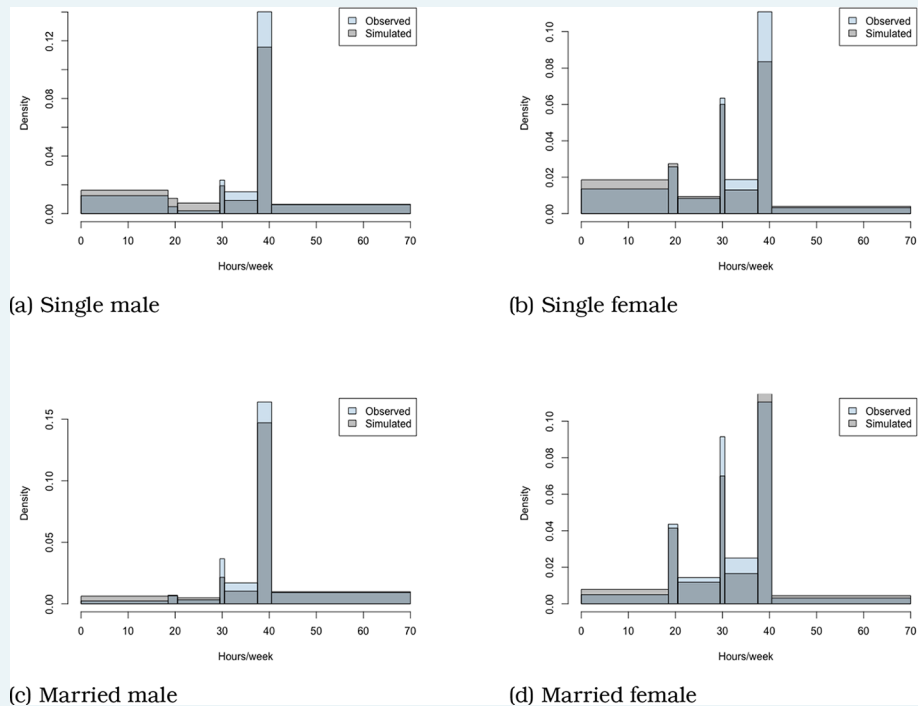 Observed
Simulated
Density
0.00
0.04
0.08
0.12
0 10 20 30 40 50 60 70
Hours/week
(a) Single male
Observed
Simulated
Density
0.00
0.02
0.04
0.06
0.08
0.10
0 10 20 30 40 50 60 70
Hours/week
(b) Single female
Observed
Simulated
Density
0.00
0.05
0.10
0.15
0 10 20 30 40 50 60 70
Hours/week
(c) Married male
Observed
Simulated
Density
0.00
0.02
0.04
0.06
0.08
0.10
0 10 20 30 40 50 60 70
Hours/week
(d) Married female